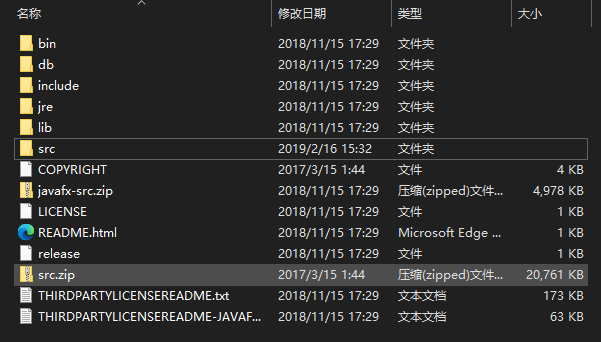 名称 修改日期 类型 大小
bin 2018/11/15 17:29 文件夹
db 2018/11/15 17:29 文件夹
include 2018/11/15 17:29 文件夹
jre 2018/11/15 17:29 文件夹
lib 2018/11/15 17:29 文件夹
src 2019/2/16 15:32 文件夹
COPYRIGHT 2017/3/15 1:44 文件 4 KB
javafx-src.zip 2018/11/15 17:29 压缩(zipped)文件... 4,978 KB
LICENSE 2018/11/15 17:29 文件 1 KB
README.html 2018/11/15 17:29 Microsoft Edge ... 1 KB
release 2018/11/15 17:29 文件 1 KB
src.zip 2017/3/15 1:44 压缩(zipped)文件... 20,761 KB
THIRDPARTYLICENSEREADME.txt 2018/11/15 17:29 文本文档 173 KB
THIRDPARTYLICENSEREADME-JAVAF... 2018/11/15 17:29 文本文档 63 KB